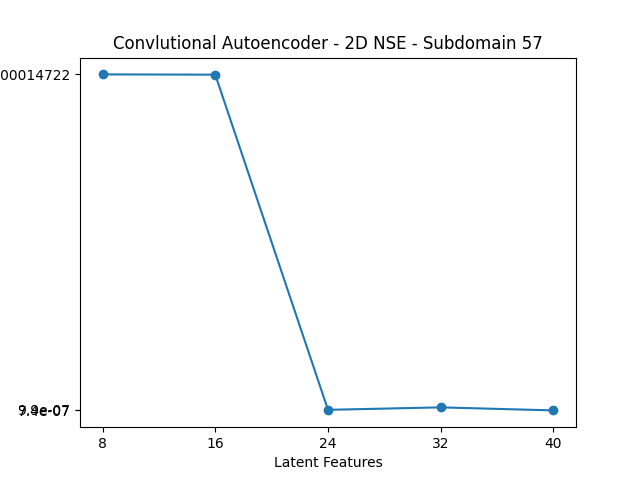 Convlutional Autoencoder - 2D NSE - Subdomain 57
00014722
8 16 24 32 40
Latent Features